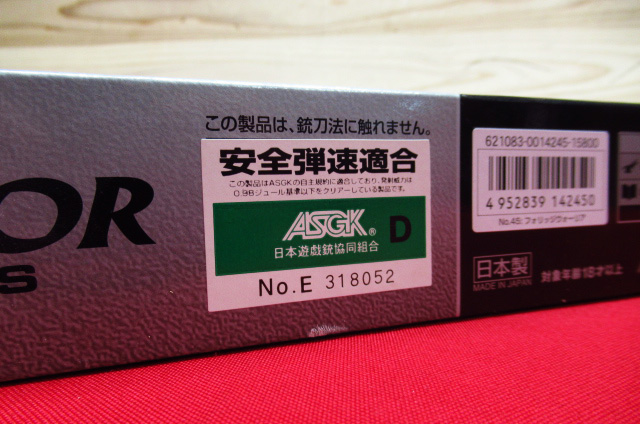 この製品は、銃刀法に触れません。
安全弾速適合
この製品はASGKの自主規約に適合しており、発射威力は
0.98ジュール基準以下をクリアーしている製品です。
ASGK®
D
日本遊戯銃協同組合
No.E 318052
OR
S
621083-0014245-15800
4 952839 142450
No.45: フォリッジウォーリア
日本製
MADE IN JAPAN
対象年齢18才以上